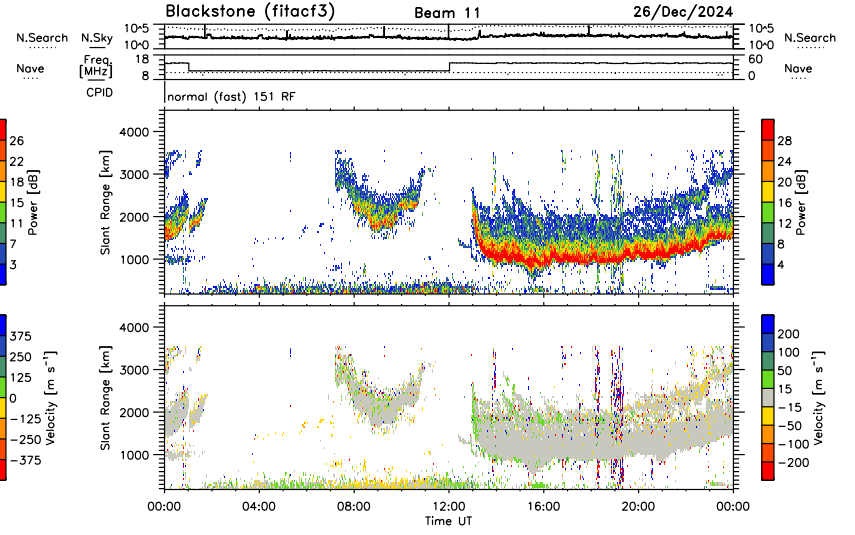 Blackstone (fitacf3) Beam 11 26/Dec/2024
N.Search N.Sky 10^5 10^5 N.Search
10^0 10^0
Nave Freq. [MHz] 18 60 Nave
8 0
CPID normal (fast) 151 RF
Power [dB] Slant Range [km] Power [dB]
26 4000 28
22 24
18 3000 20
15 16
11 2000 12
7 8
3 1000 4
Velocity [m s⁻¹] Slant Range [km] Velocity [m s⁻¹]
375 4000 200
250 100
125 3000 50
0 15
−125 2000 −15
−250 −50
−375 1000 −100
−200
00:00 04:00 08:00 12:00 16:00 20:00 00:00
Time UT